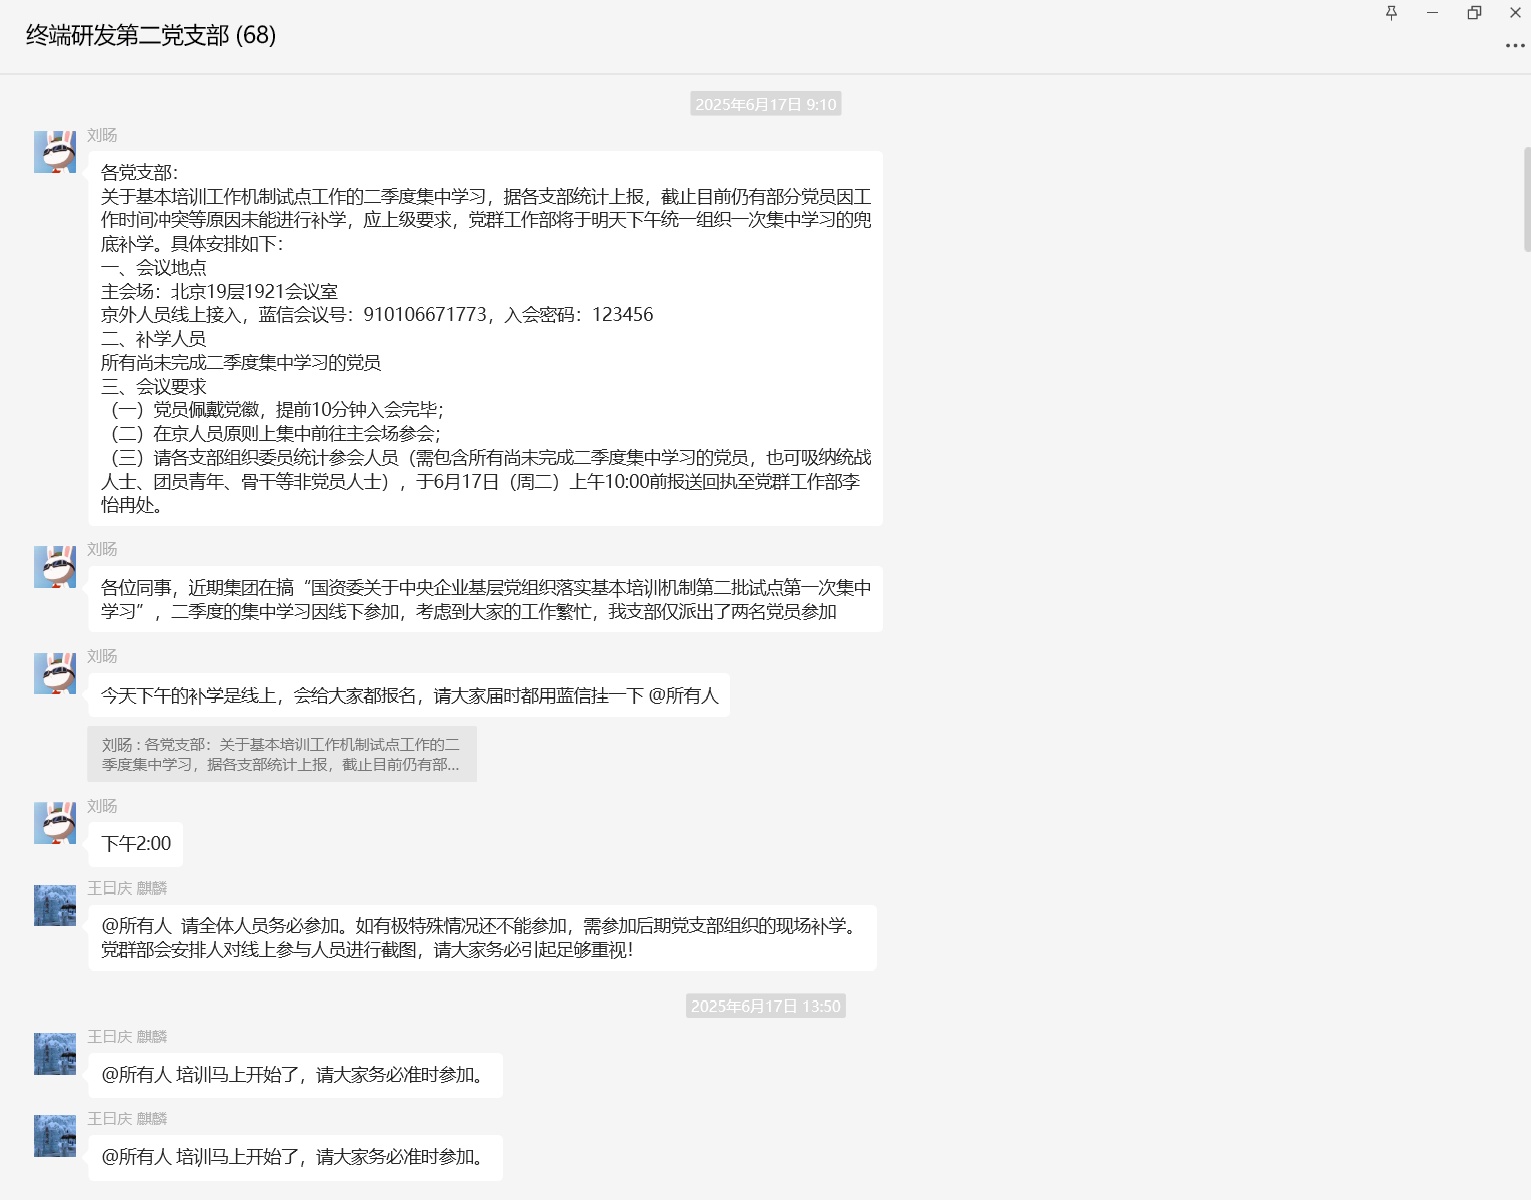 终端研发第二党支部 (68)
2025年6月17日 9:10
刘旸
各党支部：
关于基本培训工作机制试点工作的二季度集中学习，据各支部统计上报，截止目前仍有部分党员因工
作时间冲突等原因未能进行补学，应上级要求，党群工作部将于明天下午统一组织一次集中学习的兜
底补学。具体安排如下：
一、会议地点
主会场：北京19层1921会议室
京外人员线上接入，蓝信会议号：910106671773，入会密码：123456
二、补学人员
所有尚未完成二季度集中学习的党员
三、会议要求
（一）党员佩戴党徽，提前10分钟入会完毕；
（二）在京人员原则上集中前往主会场参会；
（三）请各支部组织委员统计参会人员（需包含所有尚未完成二季度集中学习的党员，也可吸纳统战
人士、团员青年、骨干等非党员人士），于6月17日（周二）上午10:00前报送回执至党群工作部李
怡冉处。
刘旸
各位同事，近期集团在搞“国资委关于中央企业基层党组织落实基本培训机制第二批试点第一次集中
学习”，二季度的集中学习因线下参加，考虑到大家的工作繁忙，我支部仅派出了两名党员参加
刘旸
今天下午的补学是线上，会给大家都报名，请大家届时都用蓝信挂一下 @所有人
刘旸 : 各党支部：关于基本培训工作机制试点工作的二
季度集中学习，据各支部统计上报，截止目前仍有部...
刘旸
下午2:00
王日庆 麒麟
@所有人  请全体人员务必参加。如有极特殊情况还不能参加，需参加后期党支部组织的现场补学。
党群部会安排人对线上参与人员进行截图，请大家务必引起足够重视！
2025年6月17日 13:50
王日庆 麒麟
@所有人 培训马上开始了，请大家务必准时参加。
王日庆 麒麟
@所有人 培训马上开始了，请大家务必准时参加。